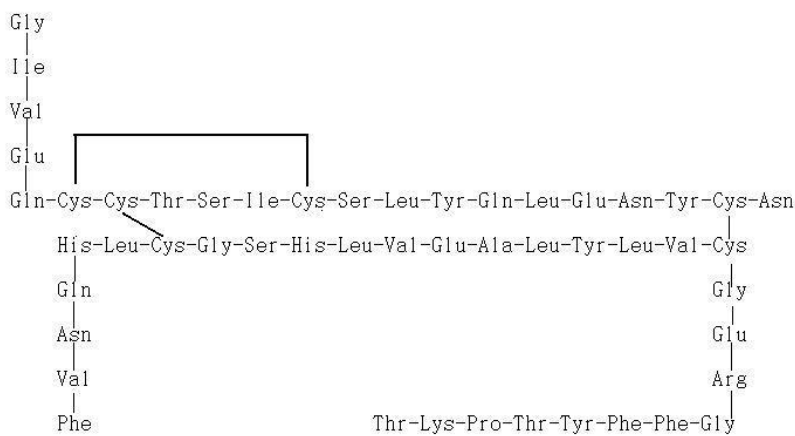 Gly
Ile
Val
Glu
Gln-Cys-Cys-Thr-Ser-Ile-Cys-Ser-Leu-Tyr-Gln-Leu-Glu-Asn-Tyr-Cys-Asn
His-Leu-Cys-Gly-Ser-His-Leu-Val-Glu-Ala-Leu-Tyr-Leu-Val-Cys
Gln Gly
Asn Glu
Val Arg
Phe Thr-Lys-Pro-Thr-Tyr-Phe-Phe-Gly